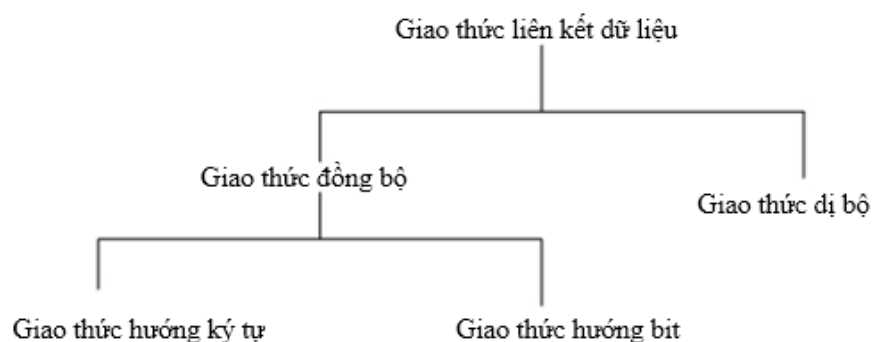 Giao thức liên kết dữ liệu
Giao thức đồng bộ
Giao thức dị bộ
Giao thức hướng ký tự
Giao thức hướng bit